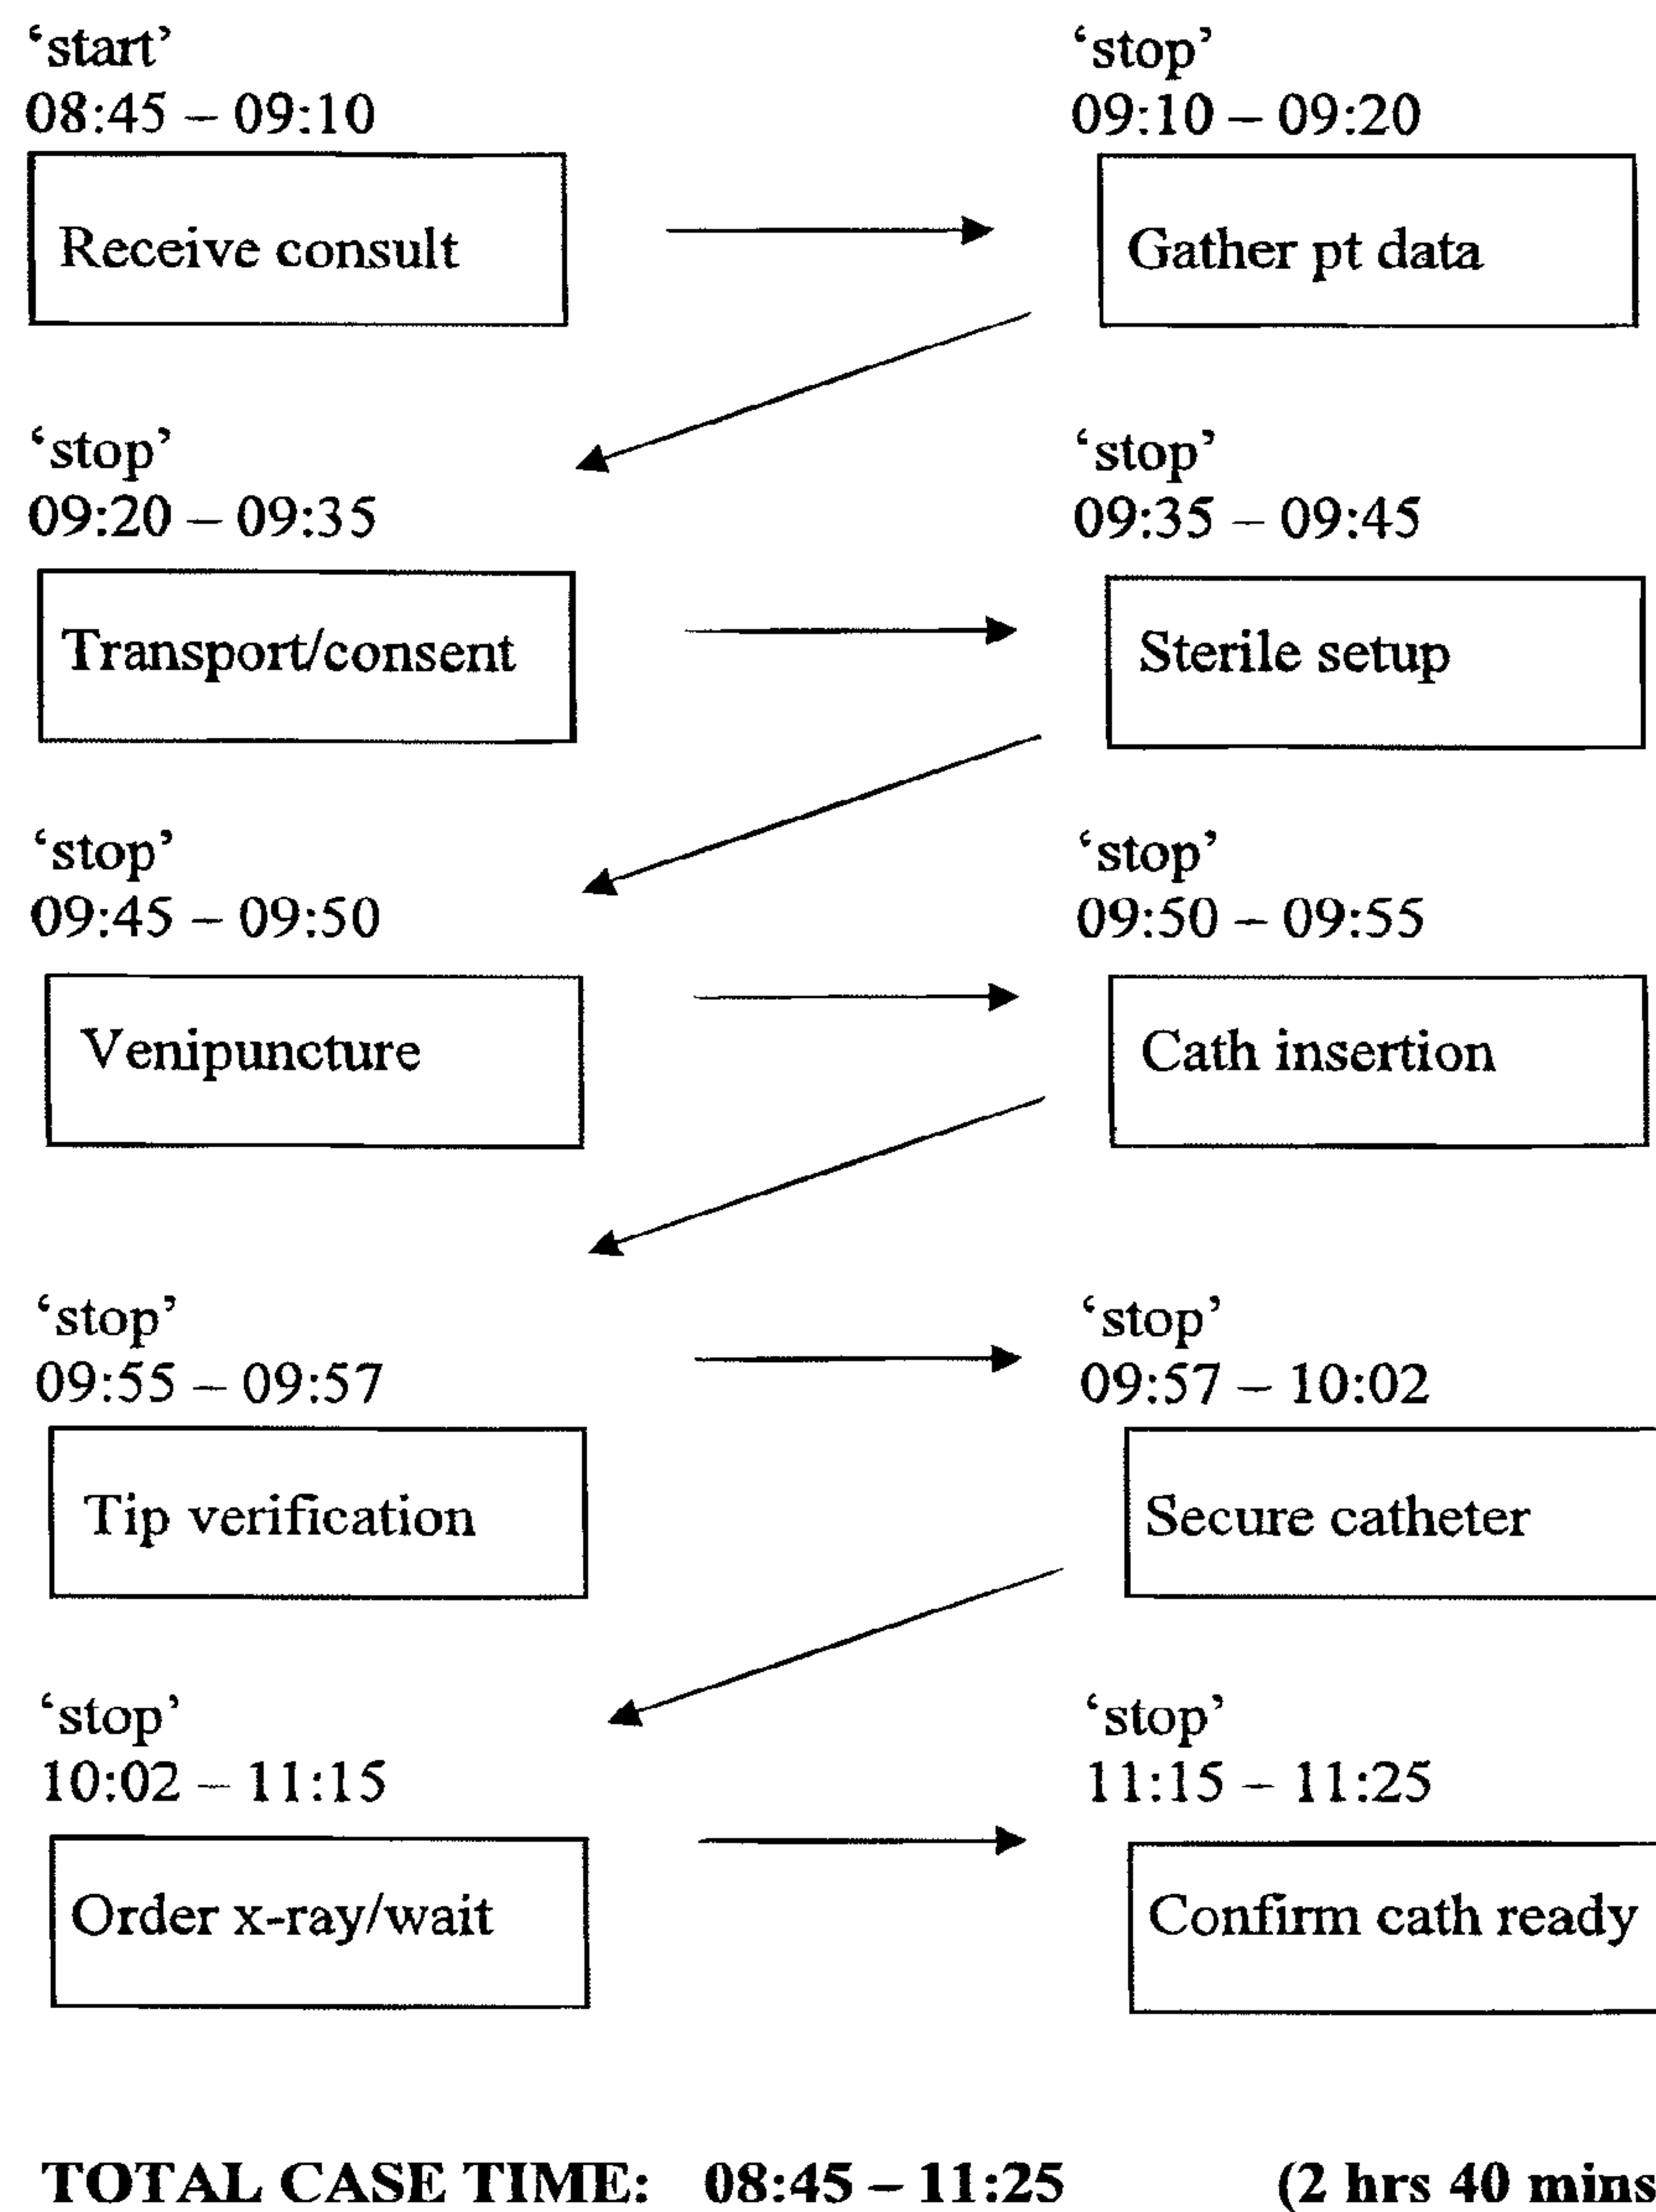 ‘start’
08:45 – 09:10
Receive consult
‘stop’
09:10 – 09:20
Gather pt data
‘stop’
09:20 – 09:35
Transport/consent
‘stop’
09:35 – 09:45
Sterile setup
‘stop’
09:45 – 09:50
Venipuncture
‘stop’
09:50 – 09:55
Cath insertion
‘stop’
09:55 – 09:57
Tip verification
‘stop’
09:57 – 10:02
Secure catheter
‘stop’
10:02 – 11:15
Order x-ray/wait
‘stop’
11:15 – 11:25
Confirm cath ready
TOTAL CASE TIME: 08:45 – 11:25 (2 hrs 40 mins